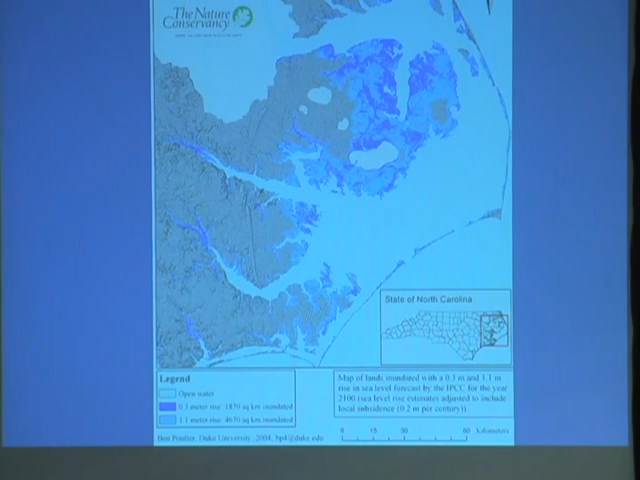 The Nature
Conservancy
State of North Carolina
Legend
Open water
0.3 meter rise: 1870 sq km inundated
1.1 meter rise: 4670 sq km inundated
Map of lands inundated with a 0.3 m and 1.1 m
rise in sea level forecast by the IPCC for the year
2100 (sea level rise estimates adjusted to include
local subsidence (0.2 m per century)).
Ben Poulter, Duke University, 2004, bp4@duke.edu
0 15 30 60 Kilometers